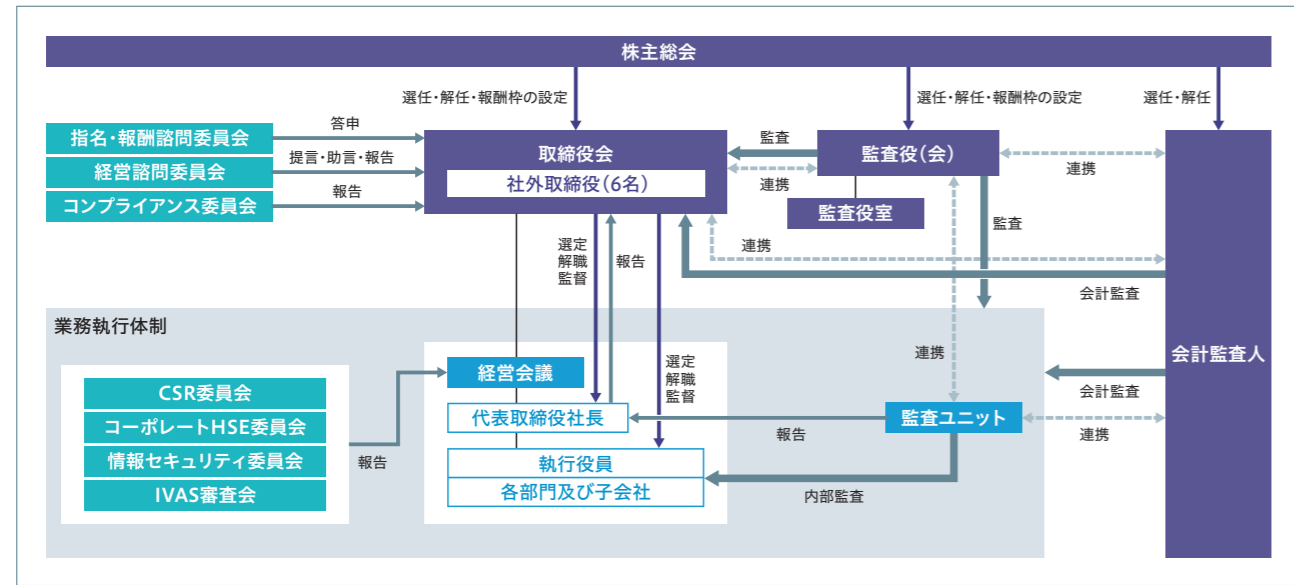 株主総会
選任・解任・報酬枠の設定
選任・解任・報酬枠の設定
選任・解任
指名・報酬諮問委員会
答申
経営諮問委員会
提言・助言・報告
コンプライアンス委員会
報告
取締役会
社外取締役(6名)
監査
連携
監査役(会)
監査役室
連携
監査
選定
解職
監督
報告
連携
会計監査
会計監査人
業務執行体制
CSR委員会
コーポレートHSE委員会
情報セキュリティ委員会
IVAS審査会
報告
経営会議
選定
解職
監督
代表取締役社長
執行役員
各部門及び子会社
報告
連携
監査ユニット
内部監査
会計監査
連携